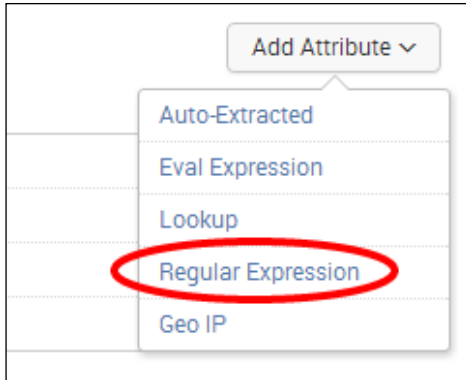 Add Attribute
Auto-Extracted
Eval Expression
Lookup
Regular Expression
Geo IP